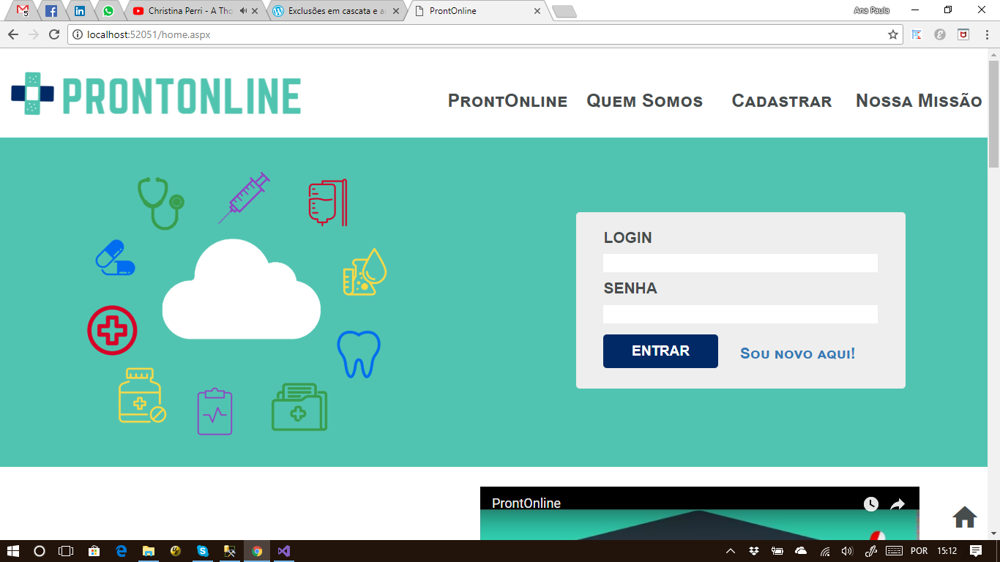 5
Christina Perri - A Tho
Exclusões em cascata e a
ProntOnline
Ana Paula
localhost:52051/home.aspx
PRONTONLINE
ProntOnline Quem Somos Cadastrar Nossa Missão
LOGIN
SENHA
ENTRAR
Sou novo aqui!
ProntOnline
POR
15:12